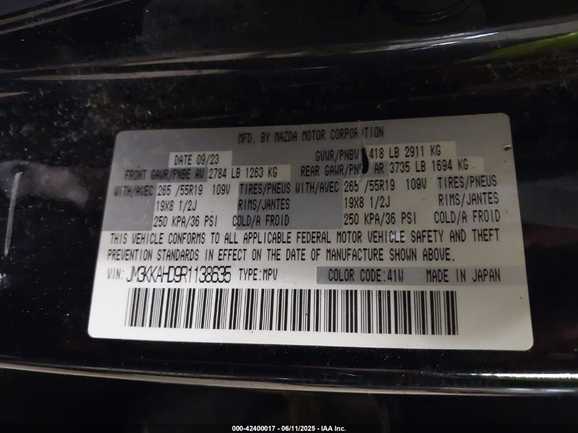 MFD. BY MAZDA MOTOR CORPORATION
DATE 09/23 GVWR/PNBV 418 LB 2911 KG
FRONT GAWR/PNBE AV 2784 LB 1263 KG REAR GAWR/PNBE AR 3735 LB 1694 KG
WITH/AVEC 265 /55R19 109V TIRES/PNEUS WITH/AVEC 265 /55R19 109V TIRES/PNEUS
19X8 1/2J RIMS/JANTES 19X8 1/2J RIMS/JANTES
250 KPA/36 PSI COLD/A FROID 250 KPA/36 PSI COLD/A FROID
THIS VEHICLE CONFORMS TO ALL APPLICABLE FEDERAL MOTOR VEHICLE SAFETY AND THEFT
PREVENTION STANDARDS IN EFFECT ON THE DATE OF MANUFACTURE SHOWN ABOVE.
VIN: JM3KKAHD9R1138635 TYPE:MPV COLOR CODE:41W MADE IN JAPAN
000-42400017 - 06/11/2025 - IAA Inc.